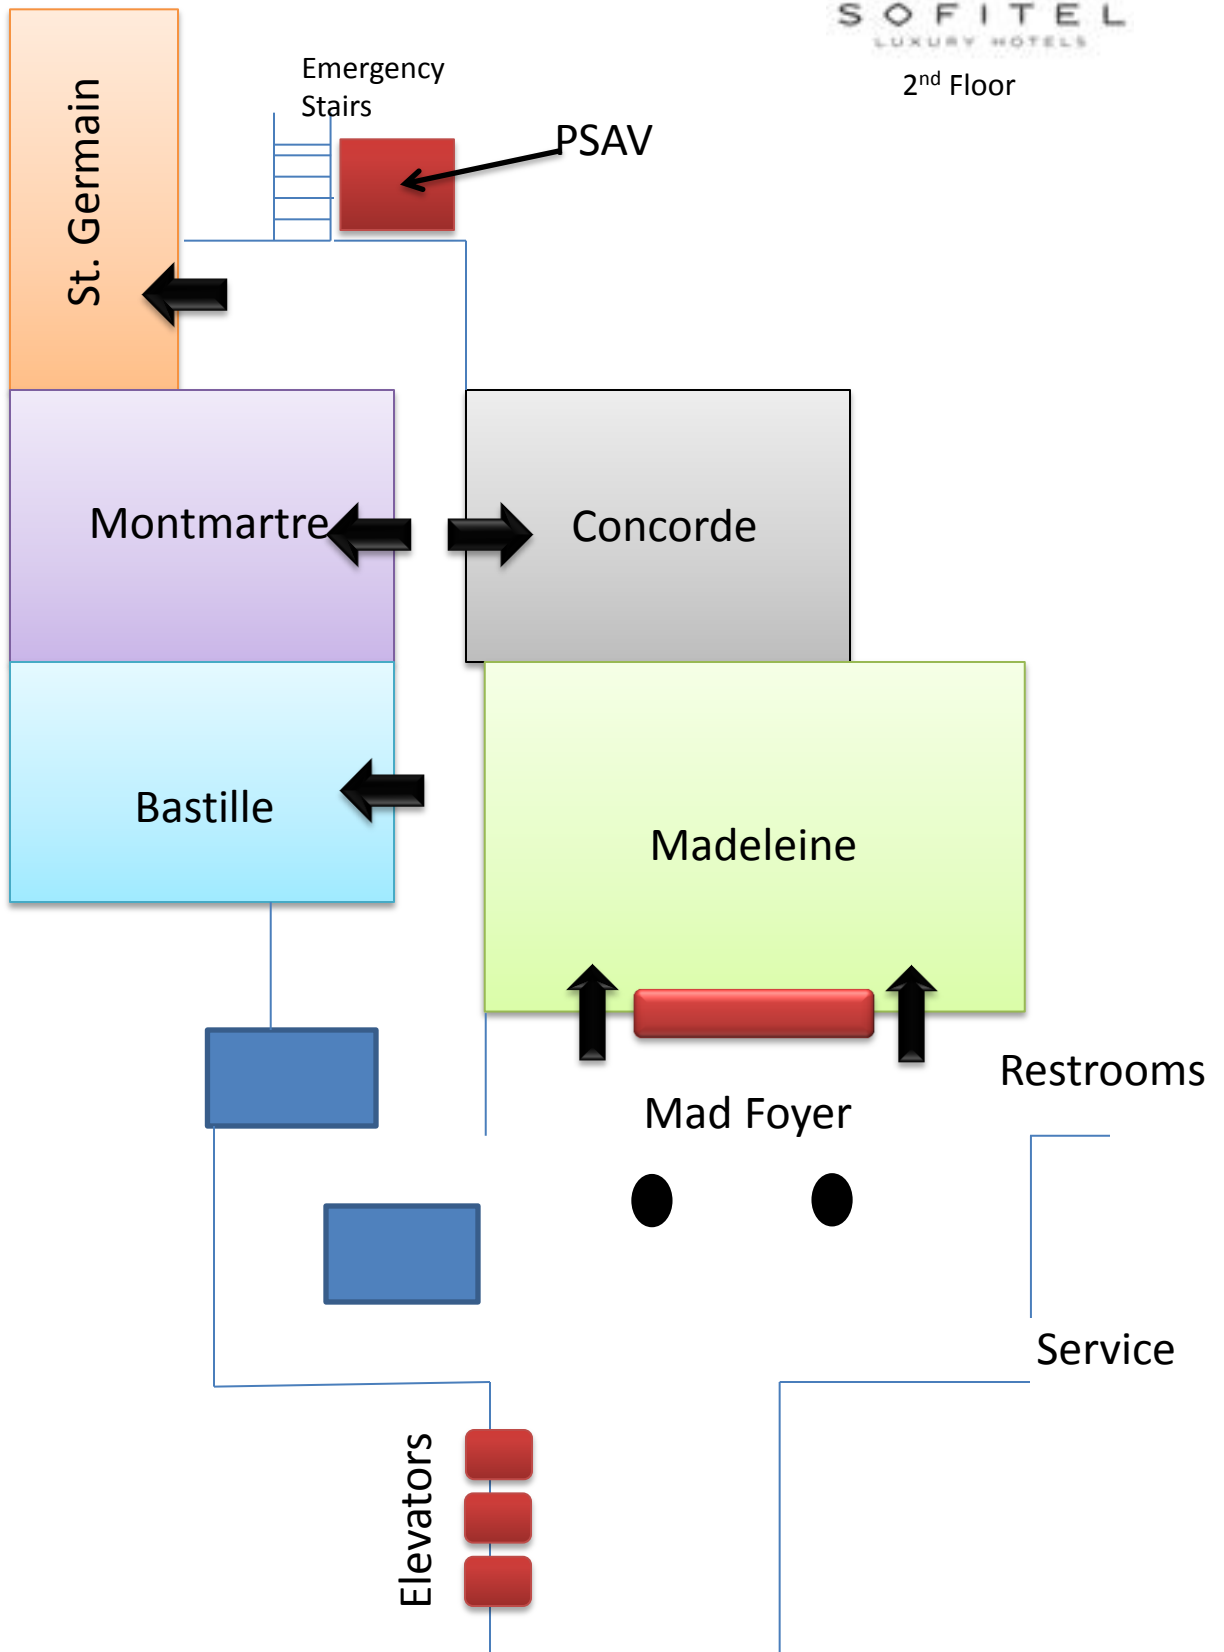 SOFITEL
LUXURY HOTELS
2nd Floor
Emergency
Stairs
PSAV
St. Germain
Montmartre
Concorde
Bastille
Madeleine
Restrooms
Mad Foyer
Service
Elevators